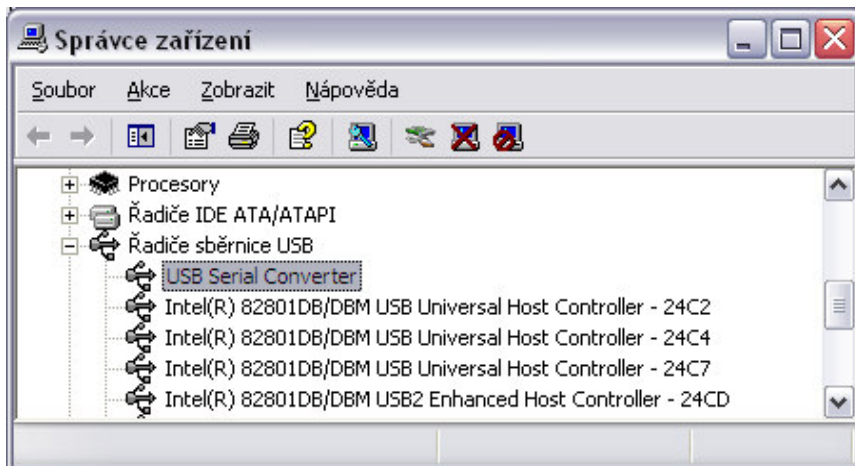 Správce zařízení
Soubor Akce Zobrazit Nápověda
Procesory
Řadiče IDE ATA/ATAPI
Řadiče sběrnice USB
USB Serial Converter
Intel(R) 82801DB/DBM USB Universal Host Controller - 24C2
Intel(R) 82801DB/DBM USB Universal Host Controller - 24C4
Intel(R) 82801DB/DBM USB Universal Host Controller - 24C7
Intel(R) 82801DB/DBM USB2 Enhanced Host Controller - 24CD